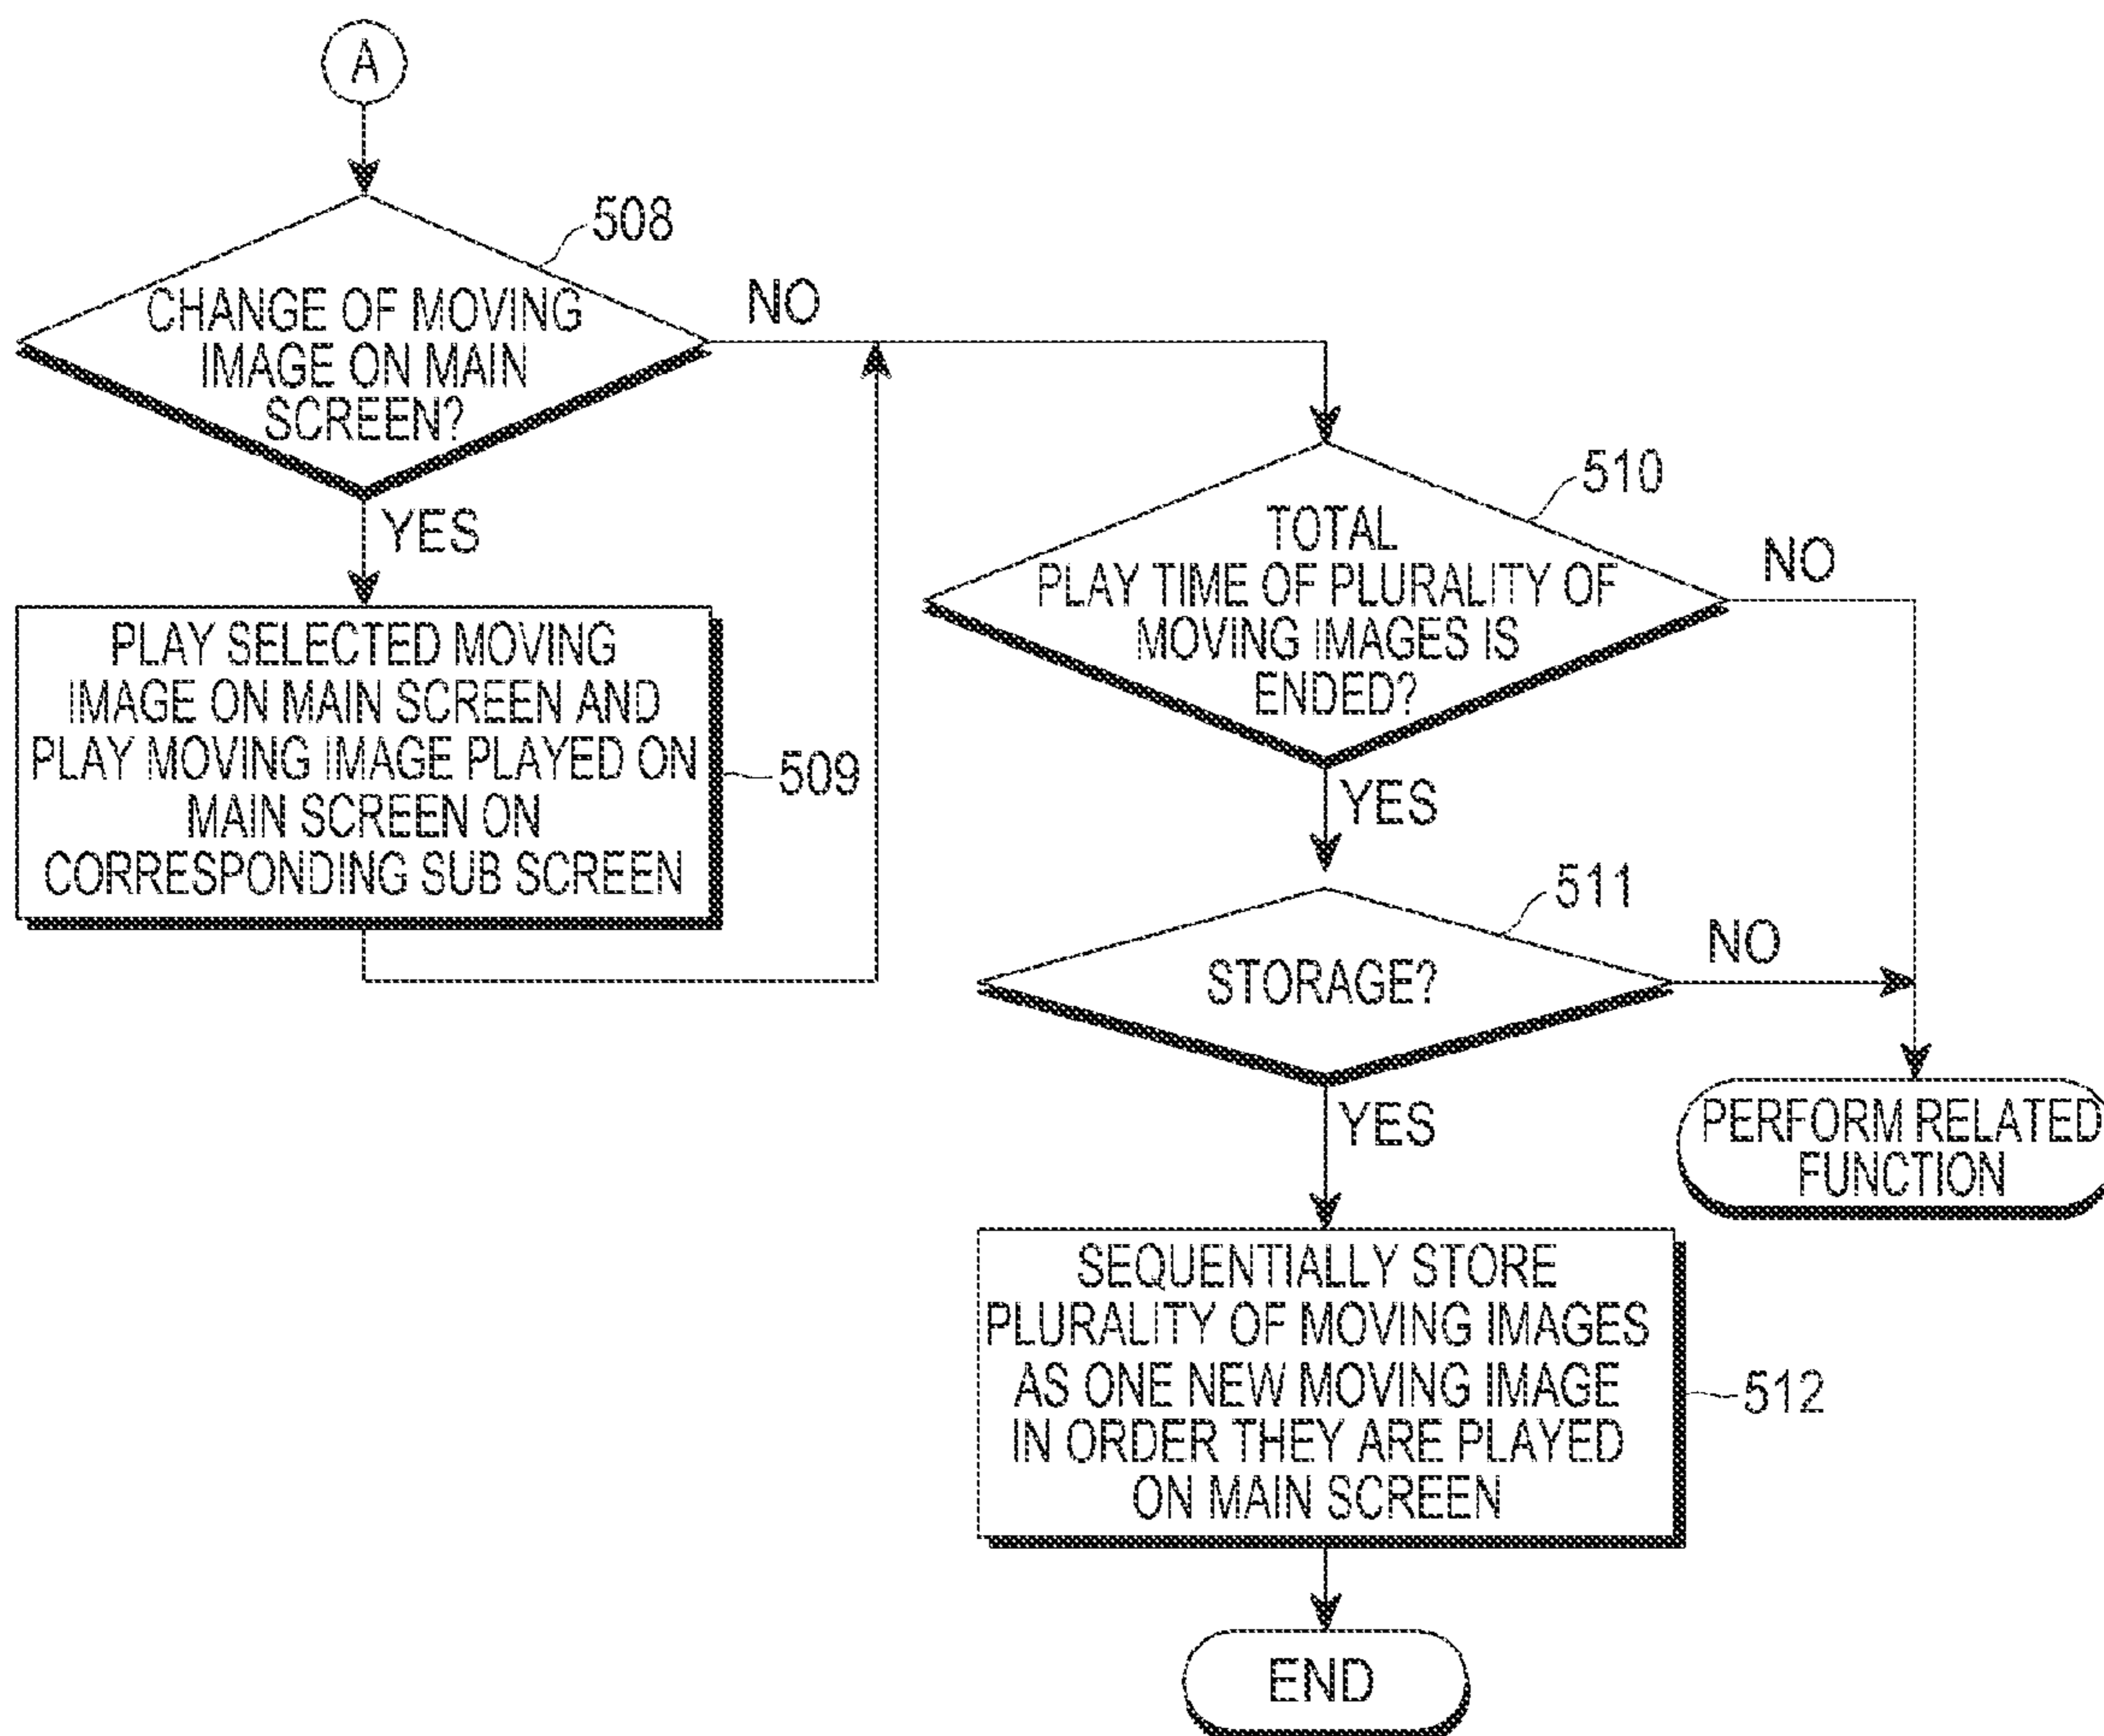 A
508
CHANGE OF MOVING
IMAGE ON MAIN
SCREEN?
NO
YES
PLAY SELECTED MOVING
IMAGE ON MAIN SCREEN AND
PLAY MOVING IMAGE PLAYED ON
MAIN SCREEN ON
CORRESPONDING SUB SCREEN
509
510
TOTAL
PLAY TIME OF PLURALITY OF
MOVING IMAGES IS
ENDED?
NO
YES
511
STORAGE?
NO
YES
PERFORM RELATED
FUNCTION
SEQUENTIALLY STORE
PLURALITY OF MOVING IMAGES
AS ONE NEW MOVING IMAGE
IN ORDER THEY ARE PLAYED
ON MAIN SCREEN
512
END